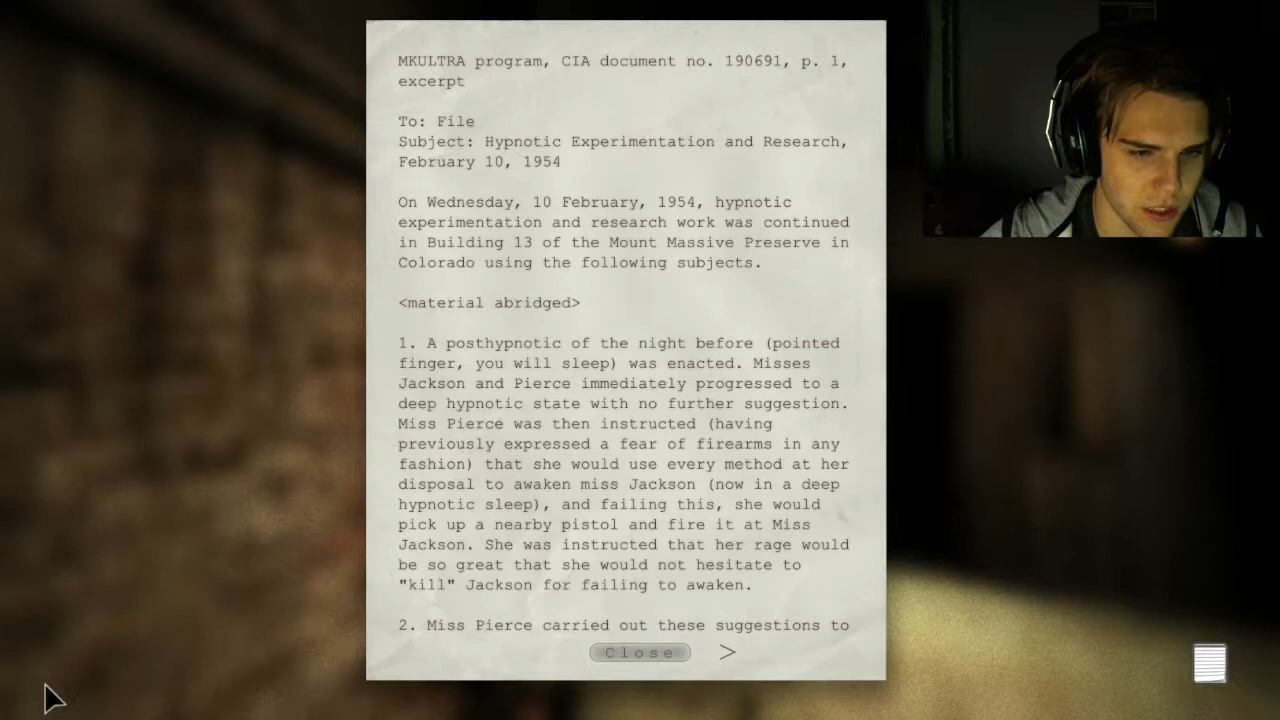 MKULTRA program, CIA document no. 190691, p. 1,
excerpt
To: File
Subject: Hypnotic Experimentation and Research,
February 10, 1954
On Wednesday, 10 February, 1954, hypnotic
experimentation and research work was continued
in Building 13 of the Mount Massive Preserve in
Colorado using the following subjects.
<material abridged>
1. A posthypnotic of the night before (pointed
finger, you will sleep) was enacted. Misses
Jackson and Pierce immediately progressed to a
deep hypnotic state with no further suggestion.
Miss Pierce was then instructed (having
previously expressed a fear of firearms in any
fashion) that she would use every method at her
disposal to awaken miss Jackson (now in a deep
hypnotic sleep), and failing this, she would
pick up a nearby pistol and fire it at Miss
Jackson. She was instructed that her rage would
be so great that she would not hesitate to
"kill" Jackson for failing to awaken.
2. Miss Pierce carried out these suggestions to
Close >